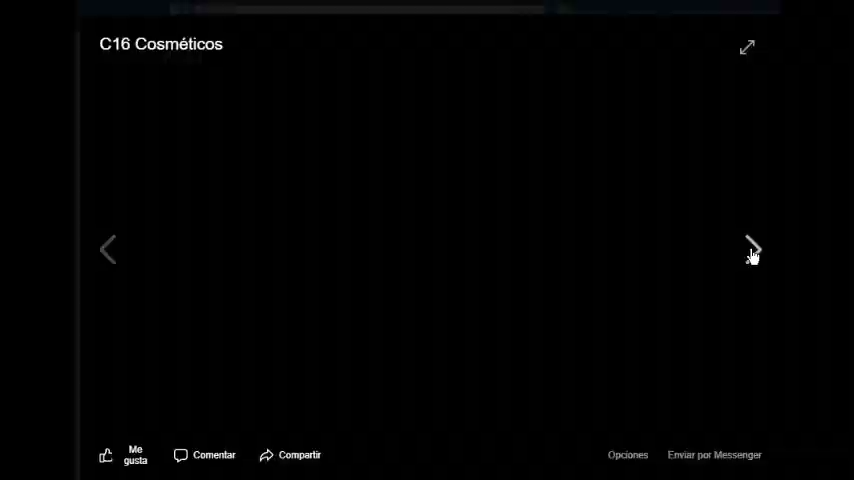 C16 Cosméticos
Me
gusta
Comentar
Compartir
Opciones
Enviar por Messenger